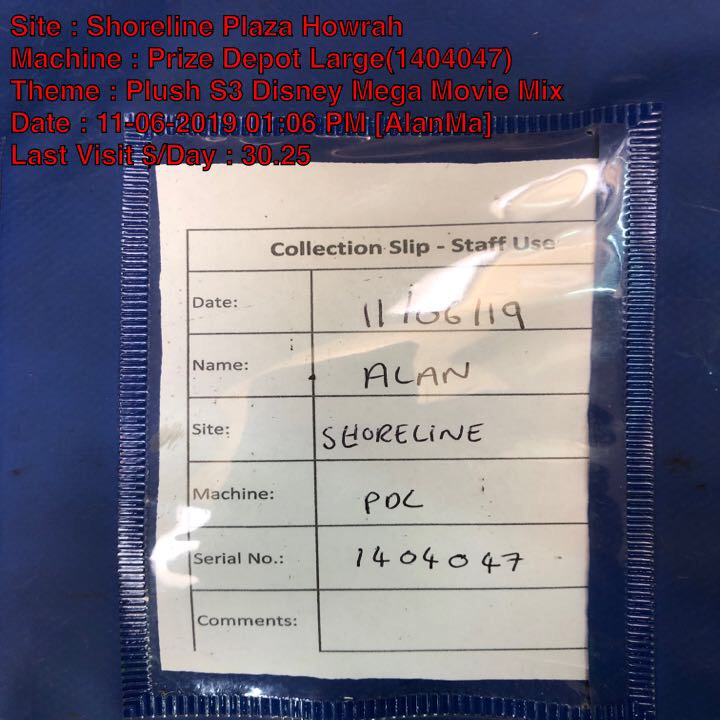 Site : Shoreline Plaza Howrah
Machine : Prize Depot Large(1404047)
Theme : Plush S3 Disney Mega Movie Mix
Date : 11-06-2019 01:06 PM [AlanMa]
Last Visit $/Day : 30.25
Collection Slip - Staff Use
Date: 11/06/19
Name: ALAN
Site: SHORELINE
Machine: PDL
Serial No.: 1404047
Comments: